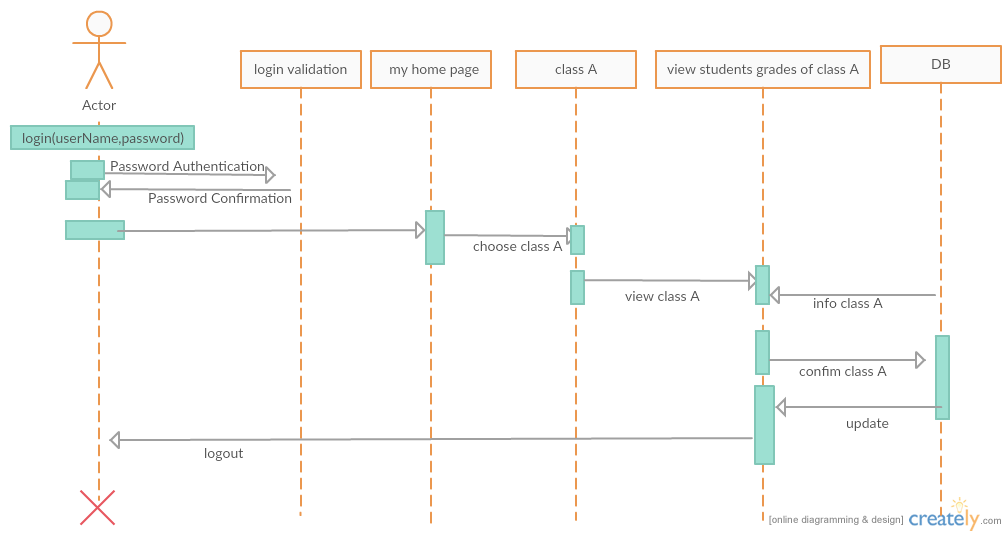 Actor
login validation
my home page
class A
view students grades of class A
DB
login(userName,password)
Password Authentication
Password Confirmation
choose class A
view class A
info class A
confim class A
update
logout
[online diagramming & design] creately.com